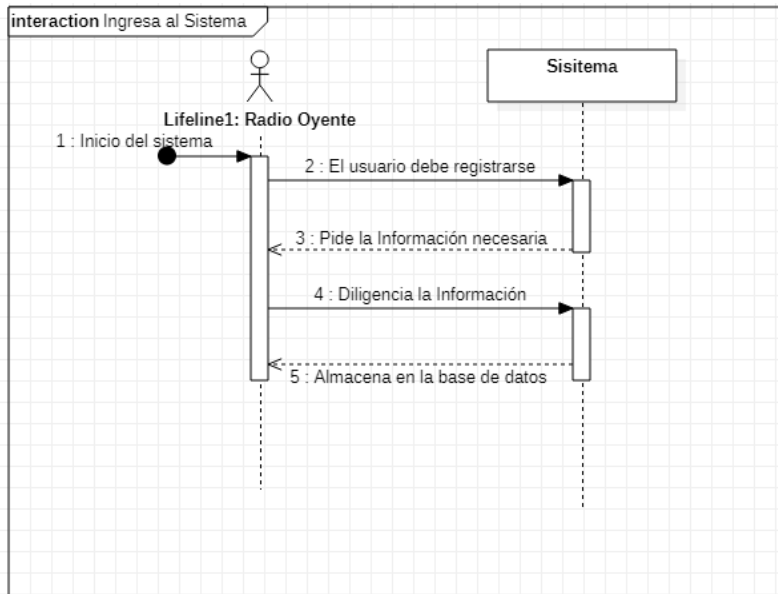 interaction Ingresa al Sistema
Sisitema
Lifeline1: Radio Oyente
1 : Inicio del sistema
2 : El usuario debe registrarse
3 : Pide la Información necesaria
4 : Diligencia la Información
5 : Almacena en la base de datos